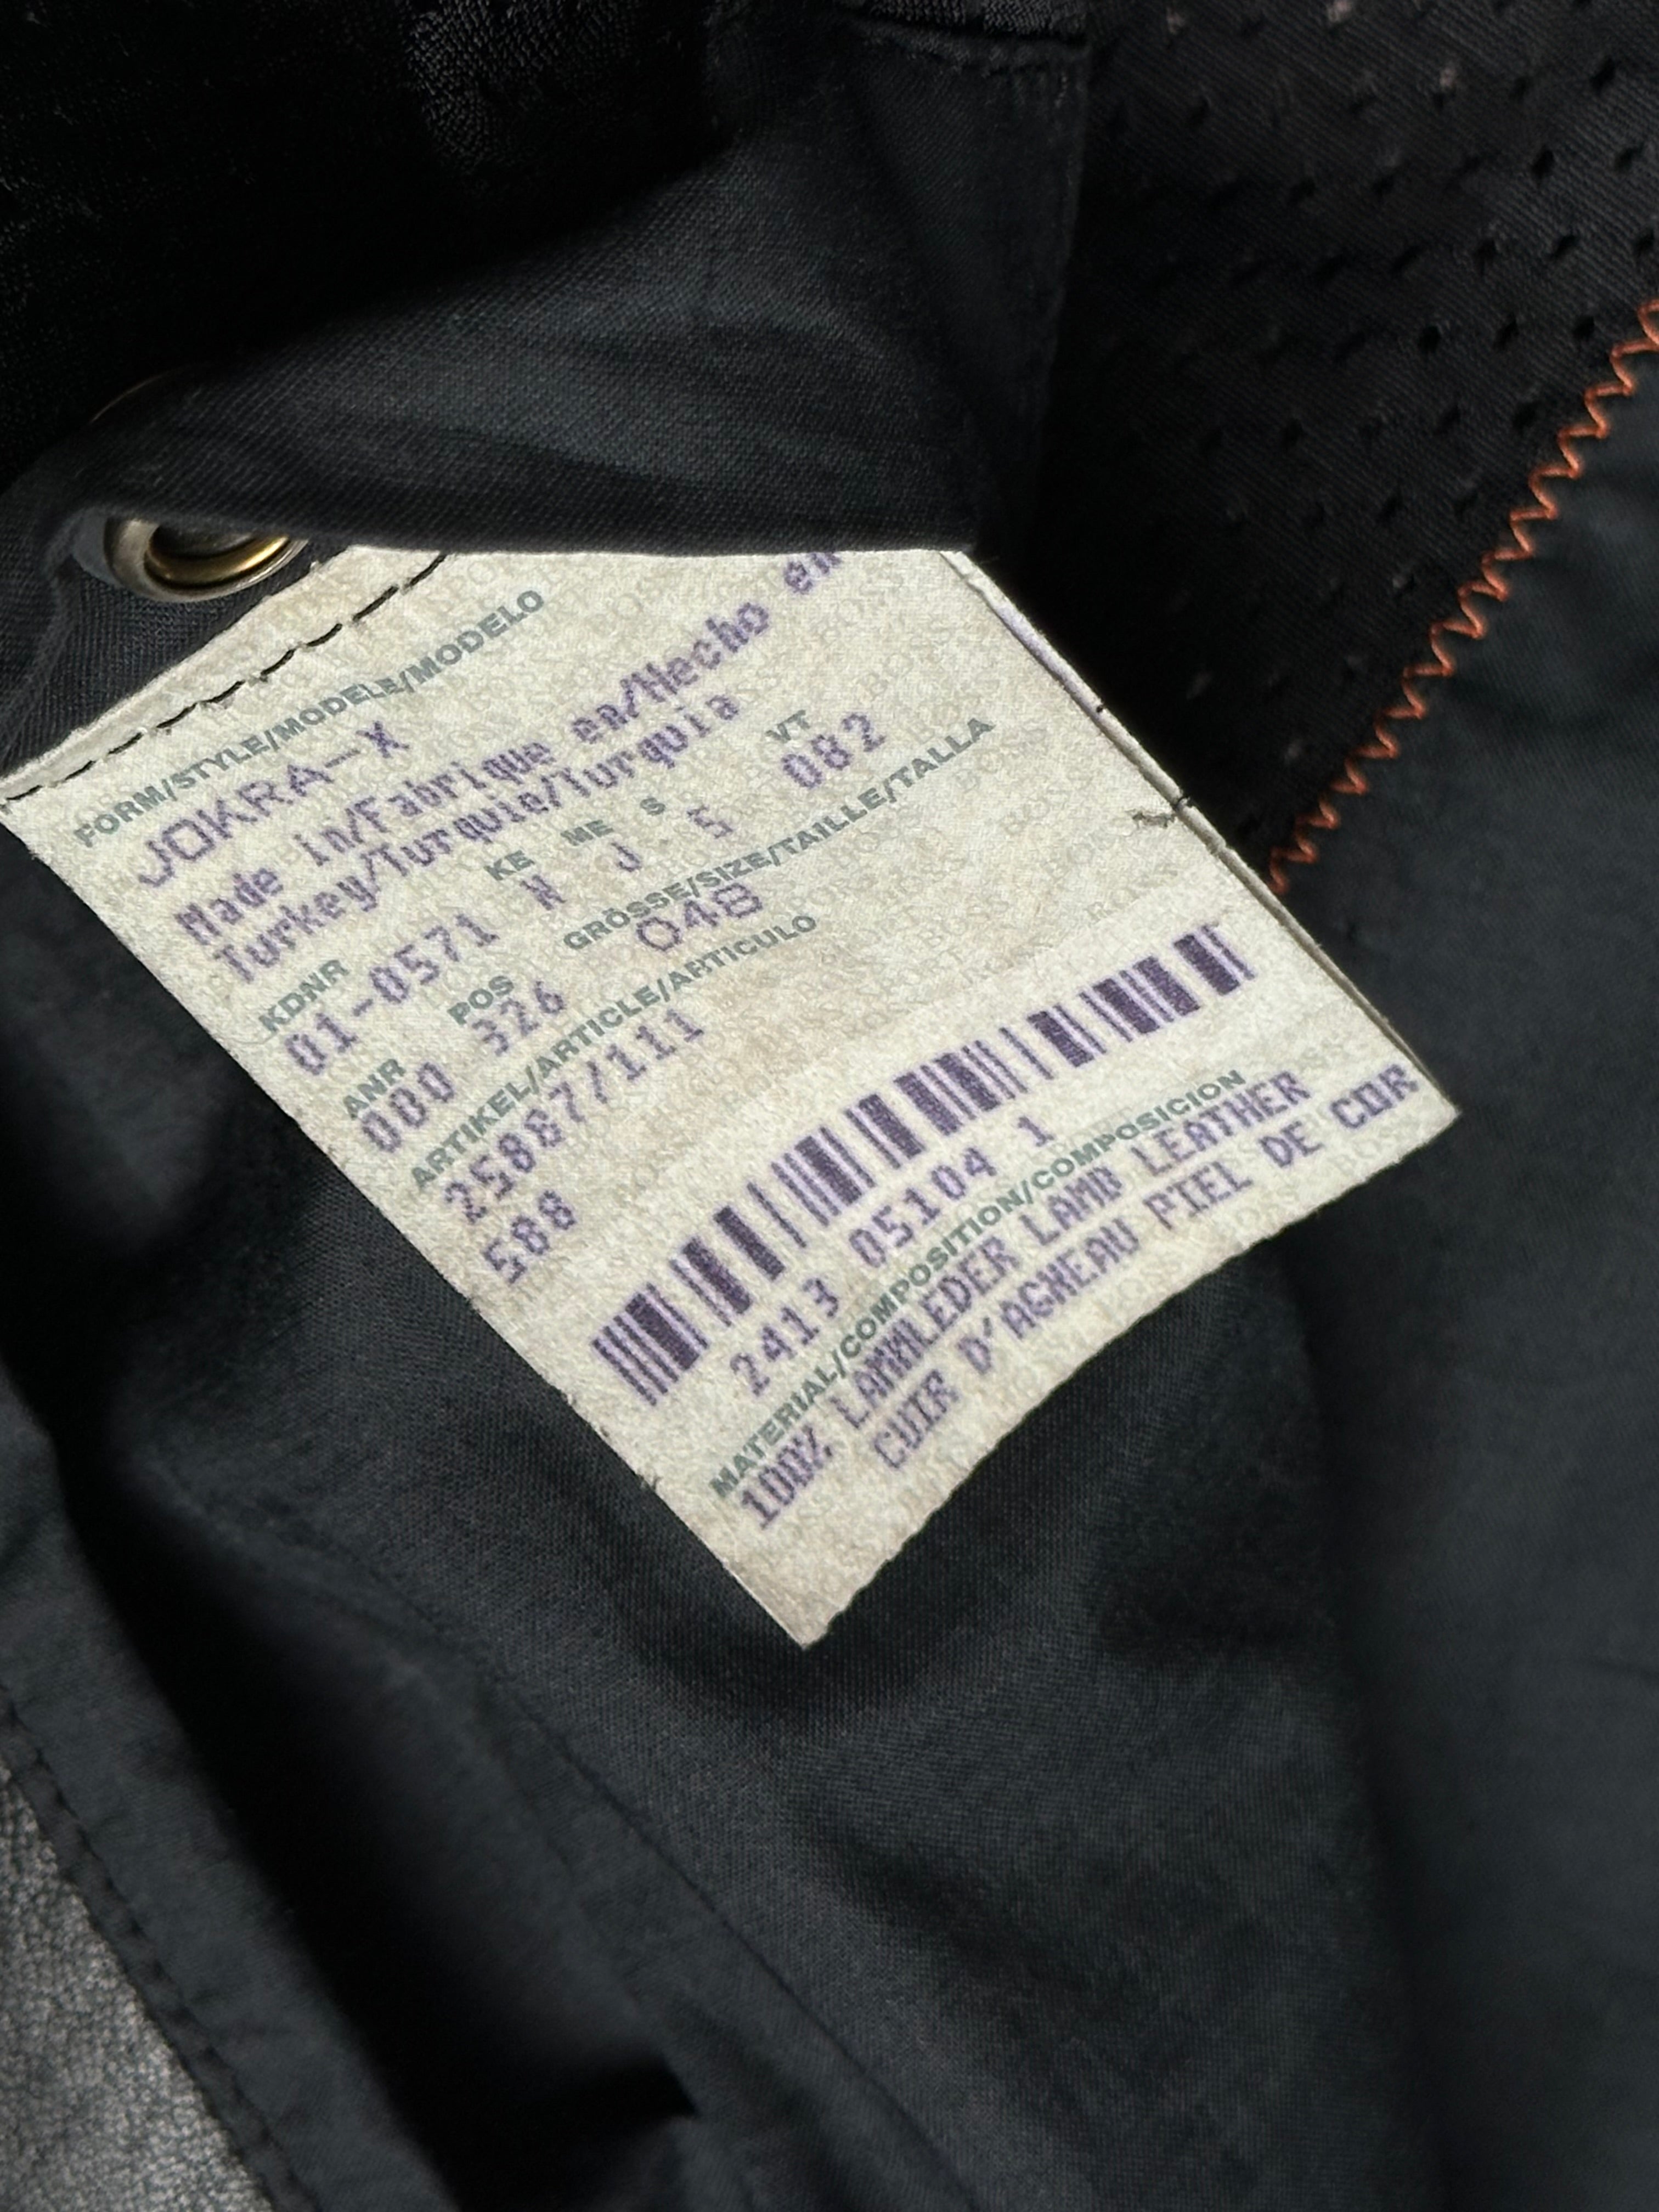 FORM/STYLE/MODELE/MODELO
JOKRA-X
Made in/Fabrique en/Hecho en
Turkey/Turquie/Turquia
KDNR KE ME S VT
01-0571 N J 5 082
ANR POS GRÖSSE/SIZE/TAILLE/TALLA
000 326 048
ARTIKEL/ARTICLE/ARTICULO
25887/111
588
2413 05104 1
MATERIAL/COMPOSITION/COMPOSICION
100% LAMMLEDER LAMB LEATHER
CUIR D'AGNEAU PIEL DE COR